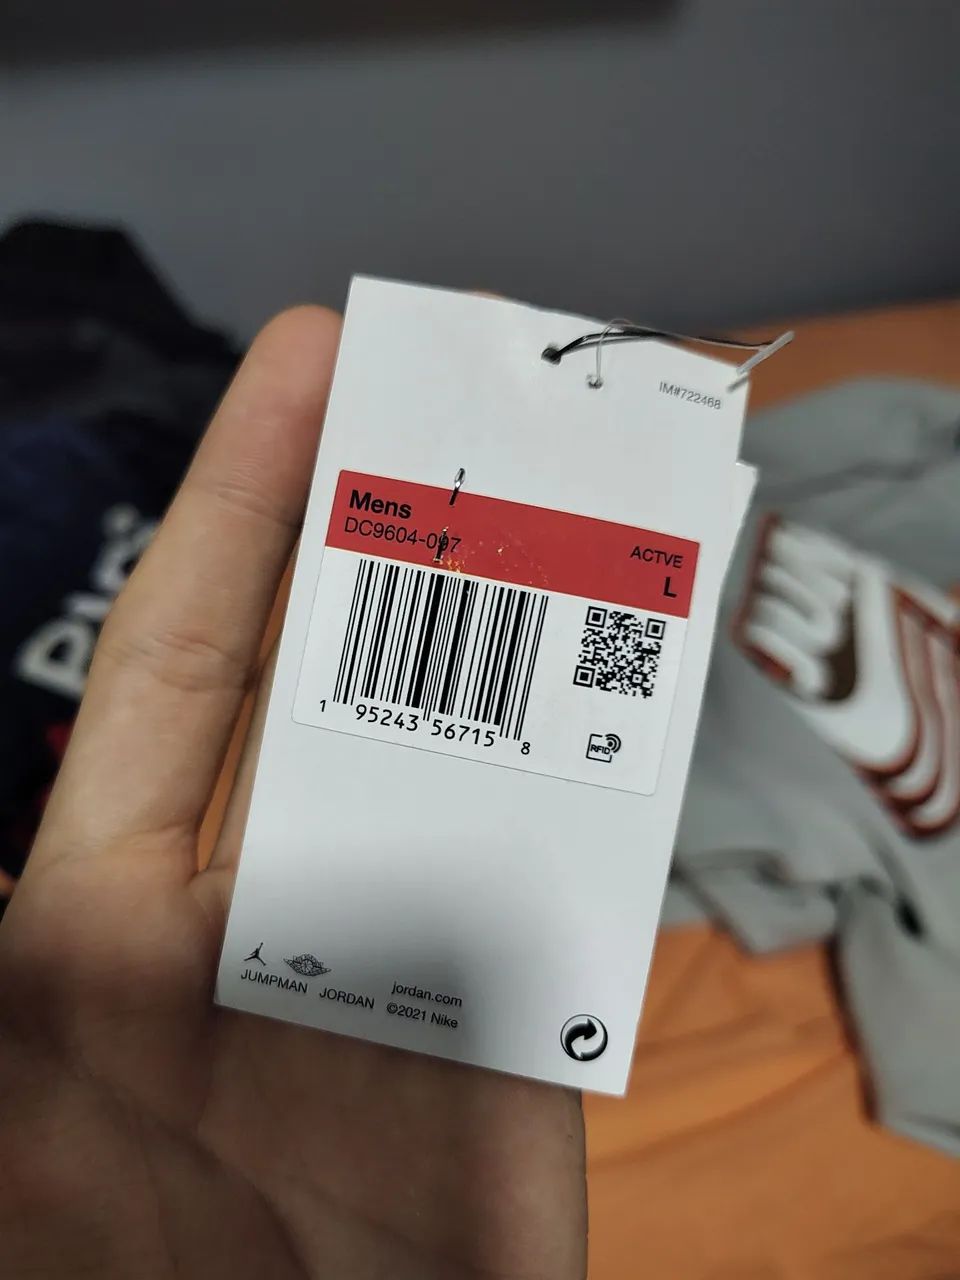 IM#722468
Mens
DC9604-097
ACTVE
L
1 95243 56715 8
RFID
JUMPMAN JORDAN
jordan.com
©2021 Nike